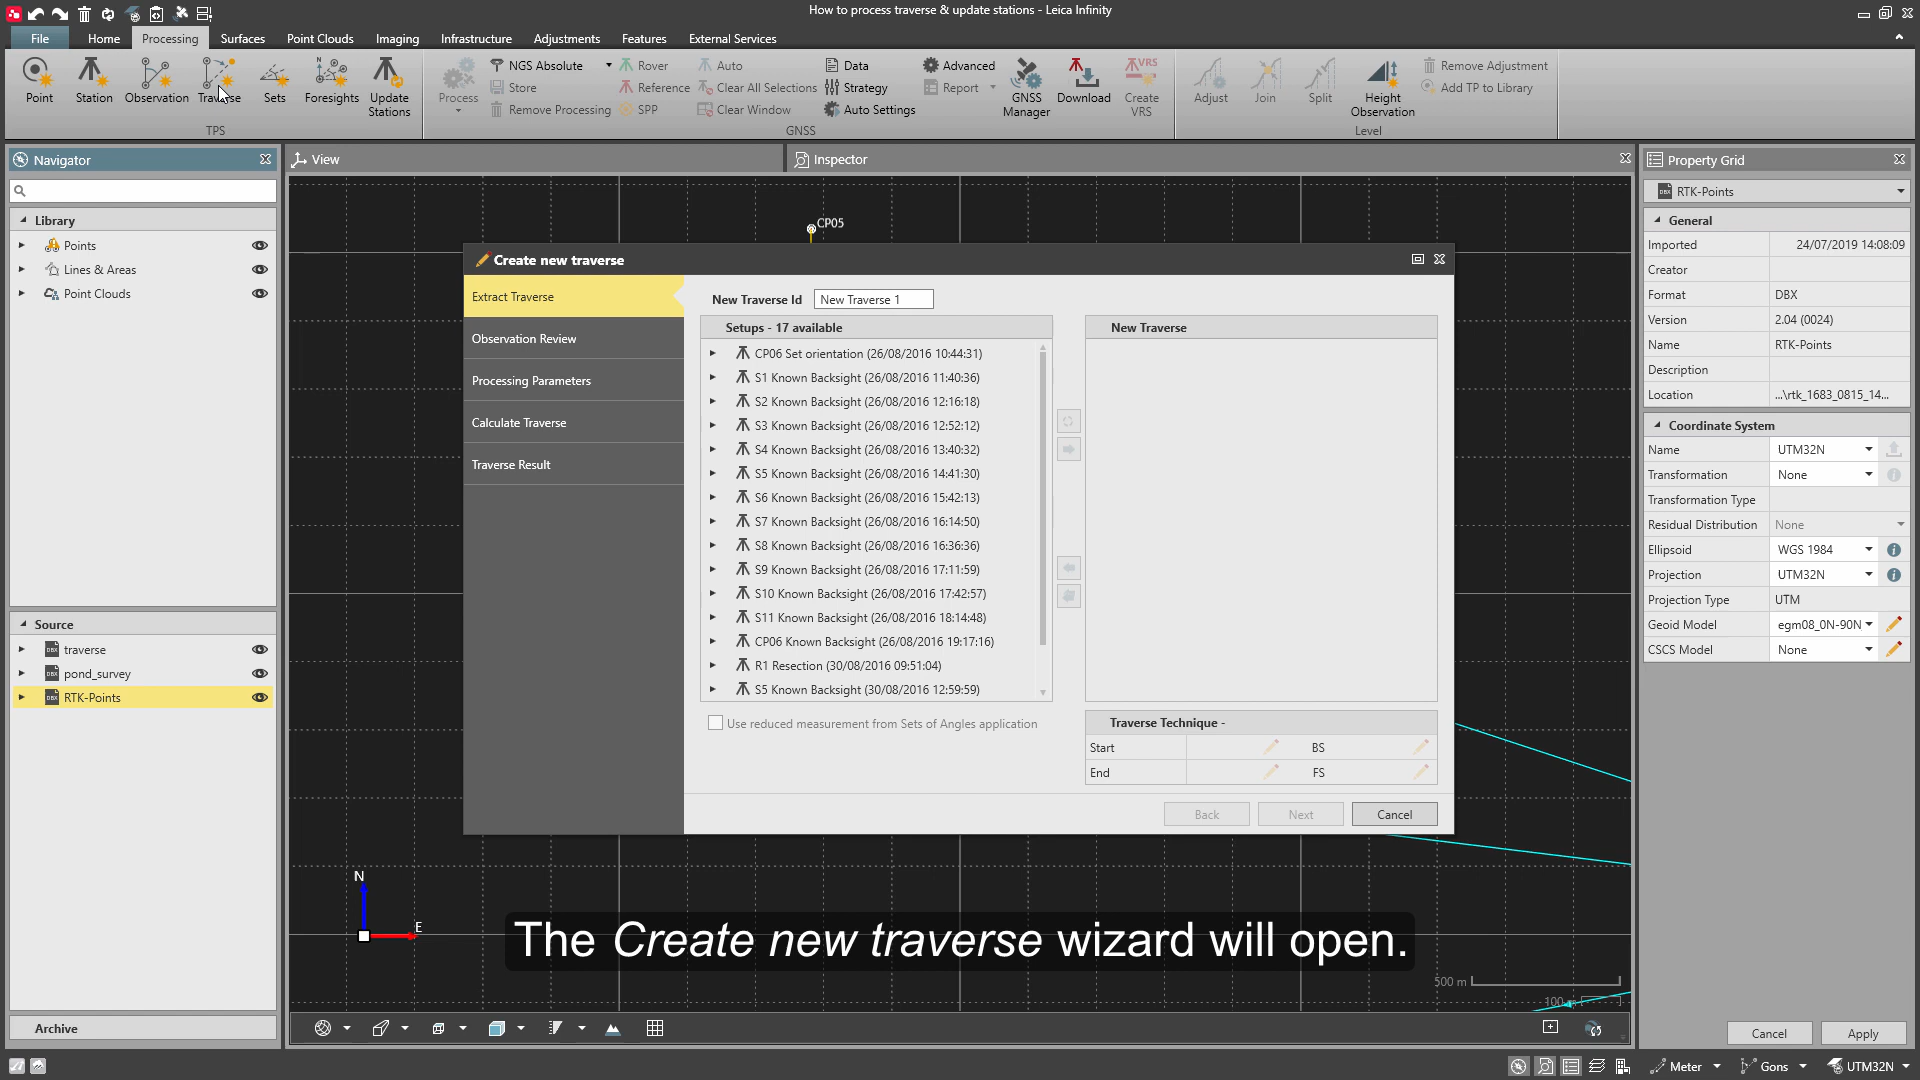 How to process traverse & update stations - Leica Infinity
File Home Processing Surfaces Point Clouds Imaging Infrastructure Adjustments Features External Services
Point Station Observation Traverse Sets Foresights Update Stations
TPS
Process
NGS Absolute
Store
Remove Processing
Rover
Reference
SPP
Auto
Clear All Selections
Clear Window
Data
Strategy
Auto Settings
Advanced
Report
GNSS Manager
Download
Create VRS
GNSS
Adjust
Join
Split
Height Observation
Remove Adjustment
Add TP to Library
Level
Navigator
Library
Points
Lines & Areas
Point Clouds
Source
traverse
pond_survey
RTK-Points
Archive
View
Inspector
CP05
Create new traverse
Extract Traverse
Observation Review
Processing Parameters
Calculate Traverse
Traverse Result
New Traverse Id New Traverse 1
Setups - 17 available
CP06 Set orientation (26/08/2016 10:44:31)
S1 Known Backsight (26/08/2016 11:40:36)
S2 Known Backsight (26/08/2016 12:16:18)
S3 Known Backsight (26/08/2016 12:52:12)
S4 Known Backsight (26/08/2016 13:40:32)
S5 Known Backsight (26/08/2016 14:41:30)
S6 Known Backsight (26/08/2016 15:42:13)
S7 Known Backsight (26/08/2016 16:14:50)
S8 Known Backsight (26/08/2016 16:36:36)
S9 Known Backsight (26/08/2016 17:11:59)
S10 Known Backsight (26/08/2016 17:42:57)
S11 Known Backsight (26/08/2016 18:14:48)
CP06 Known Backsight (26/08/2016 19:17:16)
R1 Resection (30/08/2016 09:51:04)
S5 Known Backsight (30/08/2016 12:59:59)
Use reduced measurement from Sets of Angles application
New Traverse
Traverse Technique -
Start BS
End FS
Back Next Cancel
N
E
The Create new traverse wizard will open.
500 m
100
Property Grid
RTK-Points
General
Imported 24/07/2019 14:08:09
Creator
Format DBX
Version 2.04 (0024)
Name RTK-Points
Description
Location ...\rtk_1683_0815_14...
Coordinate System
Name UTM32N
Transformation None
Transformation Type
Residual Distribution None
Ellipsoid WGS 1984
Projection UTM32N
Projection Type UTM
Geoid Model egm08_0N-90N
CSCS Model None
Cancel Apply
Meter Gons UTM32N